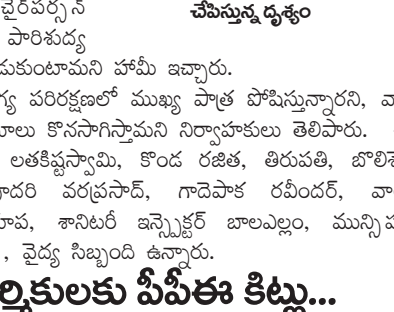 చైర్‌పర్సన్
చేపిస్తున్న దృశ్యం
పారిశుద్య
డుకుంటామని హామీ ఇచ్చారు.
గ్య పరిరక్షణలో ముఖ్య పాత్ర పోషిస్తున్నారని, వా
ాలు కొనసాగిస్తామని నిర్వాహకులు తెలిపారు.
లతకిష్టస్వామి, కొండ రజిత, తిరుపతి, బొలిశె
ూదరి వరప్రసాద్, గాదెపాక రవీందర్, వా
ూప, శానిటరీ ఇన్స్పెక్టర్ బాలఎల్లం, మున్సిప
, వైద్య సిబ్బంది ఉన్నారు.
ర్మికులకు పీపీఈ కిట్లు...